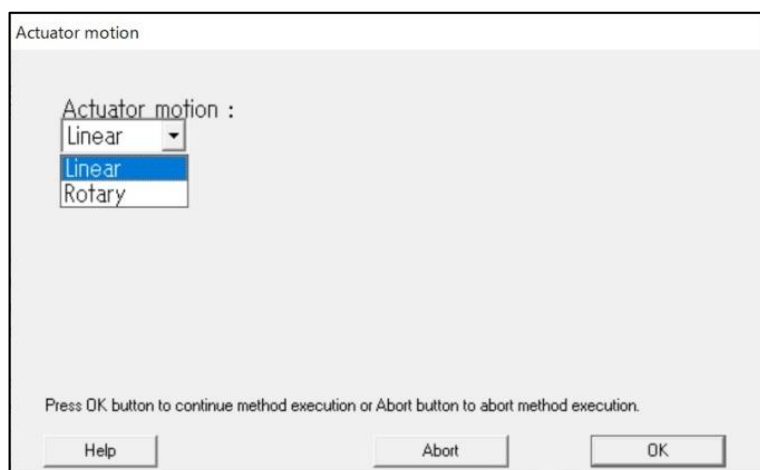 Actuator motion
Actuator motion :
Linear
Linear
Rotary
Press OK button to continue method execution or Abort button to abort method execution.
Help Abort OK